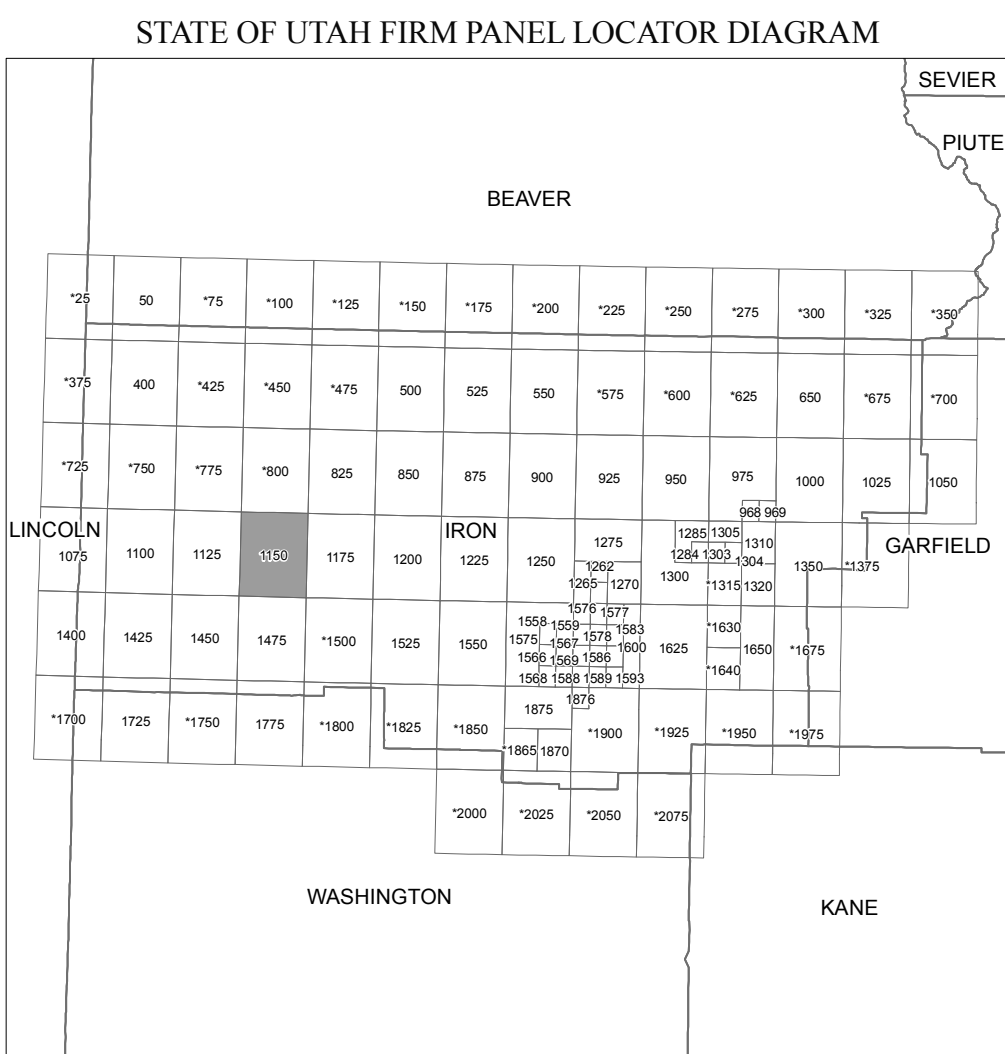 STATE OF UTAH FIRM PANEL LOCATOR DIAGRAM
SEVIER
PIUTE
BEAVER
*25 50 *75 *100 *125 *150 *175 *200 *225 *250 *275 *300 *325 *350
*375 400 *425 *450 *475 500 525 550 *575 *600 *625 650 *675 *700
*725 *750 *775 *800 825 850 875 900 925 950 975 1000 1025 1050
968 969
LINCOLN IRON GARFIELD
1285 1305
1275 1310
1075 1100 1125 1150 1175 1200 1225 1250 1284 1303 1304 1350 *1375
1262 1300
1265 1270 *1315 1320
1576 1577
1558 1559 1583 *1630
1400 1425 1450 1475 *1500 1525 1550 1575 1567 1578 1600 1625 1650 *1675
1566 1569 1586 *1640
1568 1588 1589 1593
1876
1875
*1700 1725 *1750 1775 *1800 *1825 *1850 *1900 *1925 *1950 *1975
*1865 1870
*2000 *2025 *2050 *2075
WASHINGTON
KANE